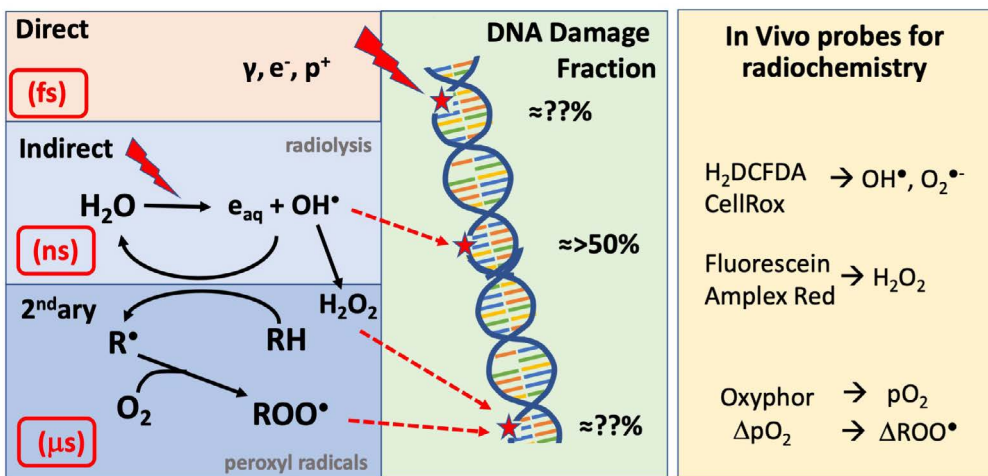 Direct
(fs)
γ, e⁻, p⁺
Indirect
radiolysis
H₂O
e_aq + OH•
(ns)
2ⁿᵈary
H₂O₂
R•
RH
O₂
ROO•
(μs)
peroxyl radicals
DNA Damage
Fraction
≈??%
≈>50%
≈??%
In Vivo probes for
radiochemistry
H₂DCFDA → OH•, O₂•⁻
CellRox
Fluorescein → H₂O₂
Amplex Red
Oxyphor → pO₂
ΔpO₂ → ΔROO•